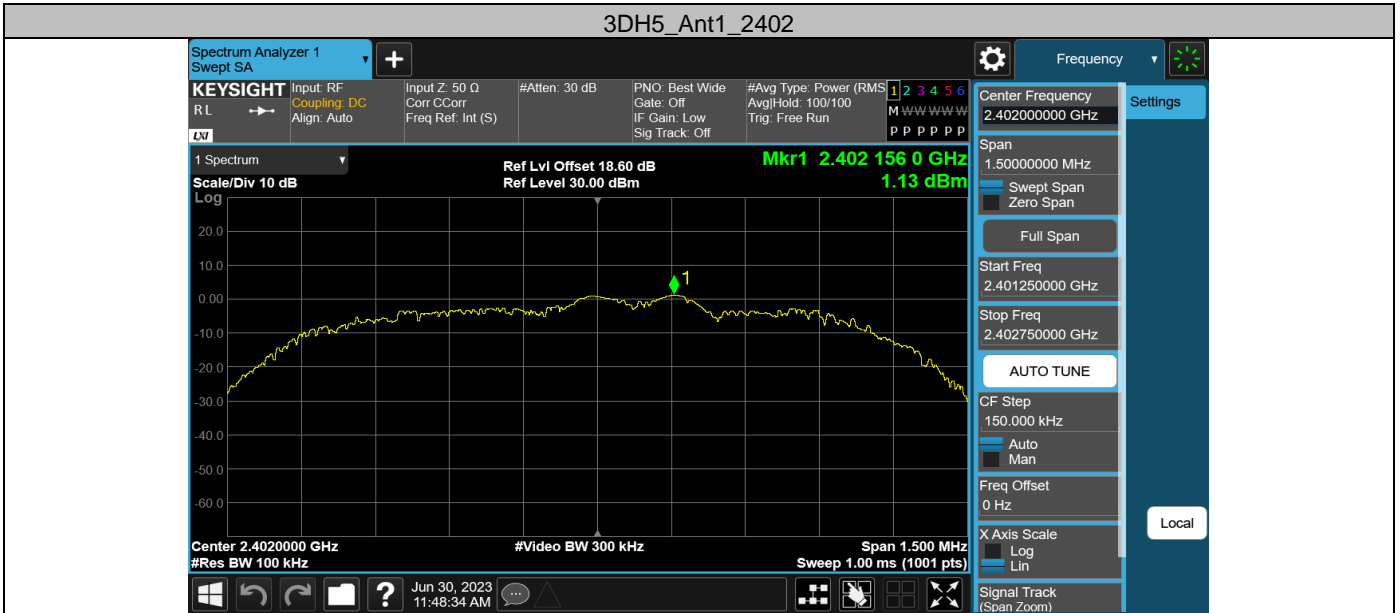 3DH5_Ant1_2402
Spectrum Analyzer 1
Swept SA
Frequency
KEYSIGHT
R L
LXI
Input: RF
Coupling: DC
Align: Auto
Input Z: 50 Ω
Corr CCorr
Freq Ref: Int (S)
#Atten: 30 dB
PNO: Best Wide
Gate: Off
IF Gain: Low
Sig Track: Off
#Avg Type: Power (RMS
Avg|Hold: 100/100
Trig: Free Run
1 2 3 4 5 6
M W W W W W
P P P P P P
1 Spectrum
Scale/Div 10 dB
Ref Lvl Offset 18.60 dB
Ref Level 30.00 dBm
Mkr1 2.402 156 0 GHz
1.13 dBm
Log
20.0
10.0
0.00
-10.0
-20.0
-30.0
-40.0
-50.0
-60.0
1
Center 2.4020000 GHz
#Res BW 100 kHz
#Video BW 300 kHz
Span 1.500 MHz
Sweep 1.00 ms (1001 pts)
?
Jun 30, 2023
11:48:34 AM
Center Frequency
2.402000000 GHz
Span
1.50000000 MHz
Swept Span
Zero Span
Full Span
Start Freq
2.401250000 GHz
Stop Freq
2.402750000 GHz
AUTO TUNE
CF Step
150.000 kHz
Auto
Man
Freq Offset
0 Hz
X Axis Scale
Log
Lin
Signal Track
(Span Zoom)
Settings
Local